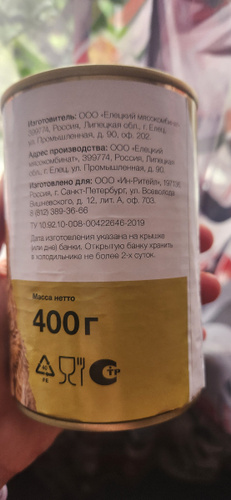 Изготовитель: ООО «Елецкий мясокомбинат»,
399774, Россия, Липецкая обл., г. Елец,
ул. Промышленная, д. 90, оф. 202.
Адрес производства: ООО «Елецкий
мясокомбинат», 399774, Россия, Липецкая
обл., г. Елец, ул. Промышленная, д. 90.
Изготовлено для: ООО «Ин-Ритейл», 197136,
Россия, г. Санкт-Петербург, ул. Всеволода
Вишневского, д. 12, лит. А, оф. 703.
8 (812) 389-36-66
ТУ 10.92.10-008-00422646-2019
Дата изготовления указана на крышке
(или дне) банки. Открытую банку хранить
в холодильнике не более 2-х суток.
Масса нетто
400 г
40
FE
СТР